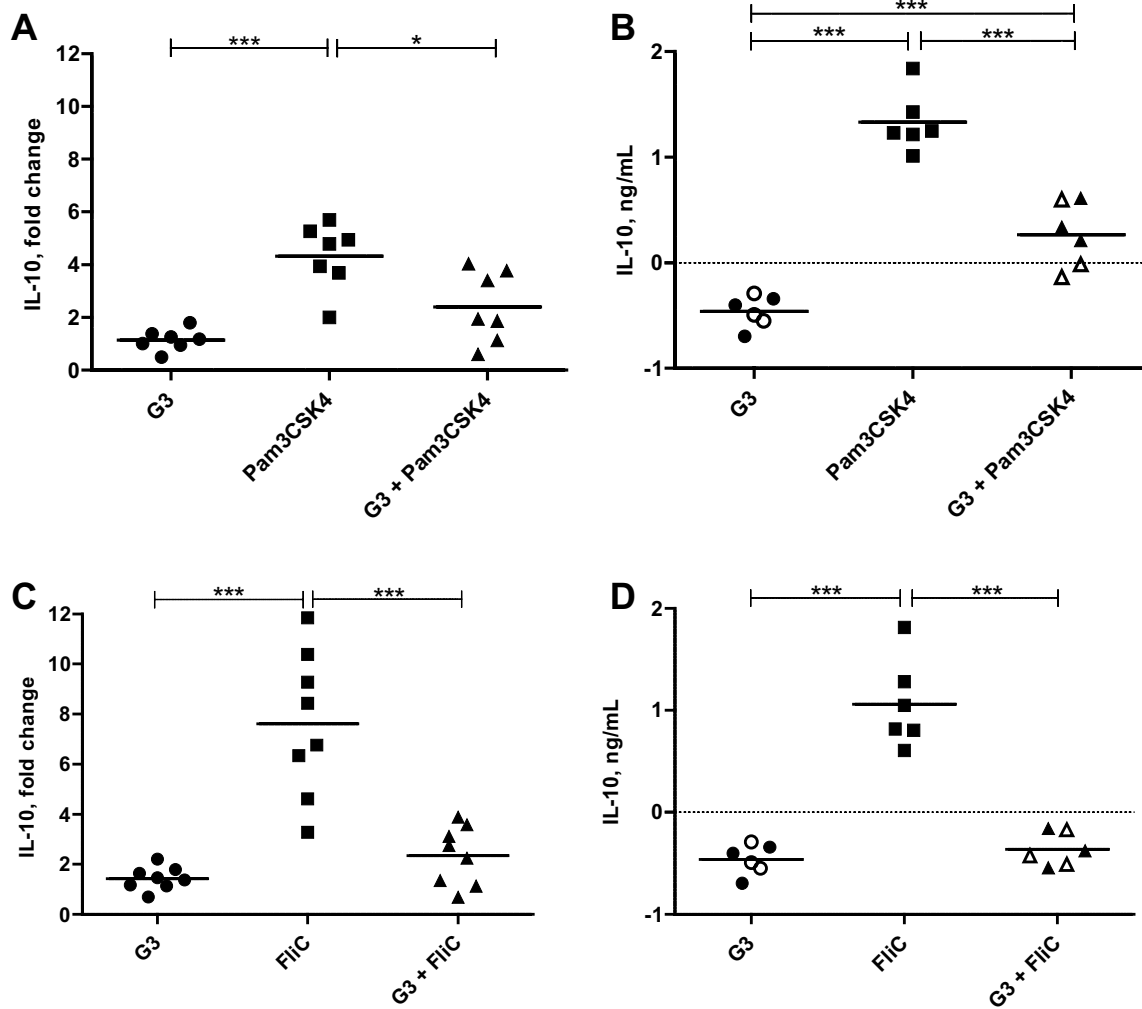 A
***
*
12
10
8
6
4
2
0
IL-10, fold change
G3
Pam3CSK4
G3 + Pam3CSK4
B
***
***
***
2
1
0
-1
IL-10, ng/mL
G3
Pam3CSK4
G3 + Pam3CSK4
C
***
***
12
10
8
6
4
2
0
IL-10, fold change
G3
FliC
G3 + FliC
D
***
***
2
1
0
-1
IL-10, ng/mL
G3
FliC
G3 + FliC